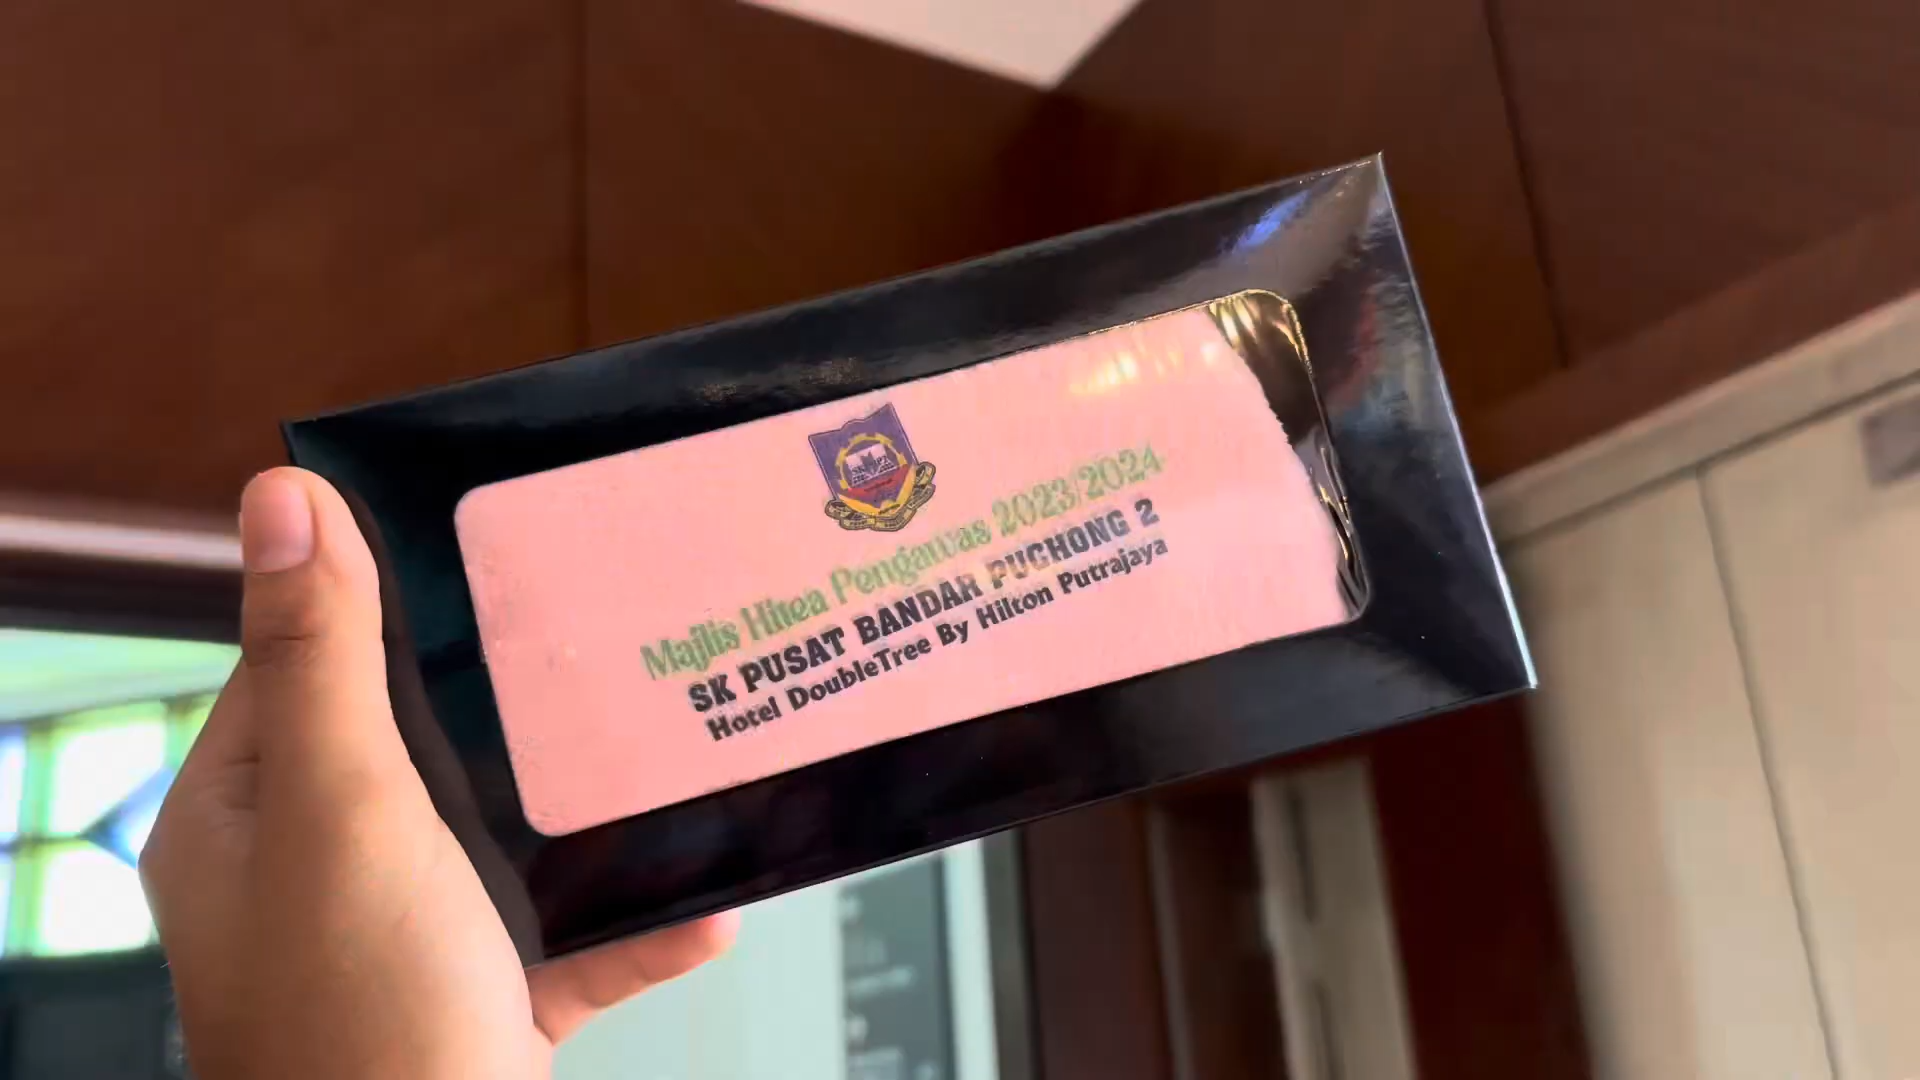 Majlis Hitea Pengawas 2023/2024
SK PUSAT BANDAR PUCHONG 2
Hotel DoubleTree By Hilton Putrajaya